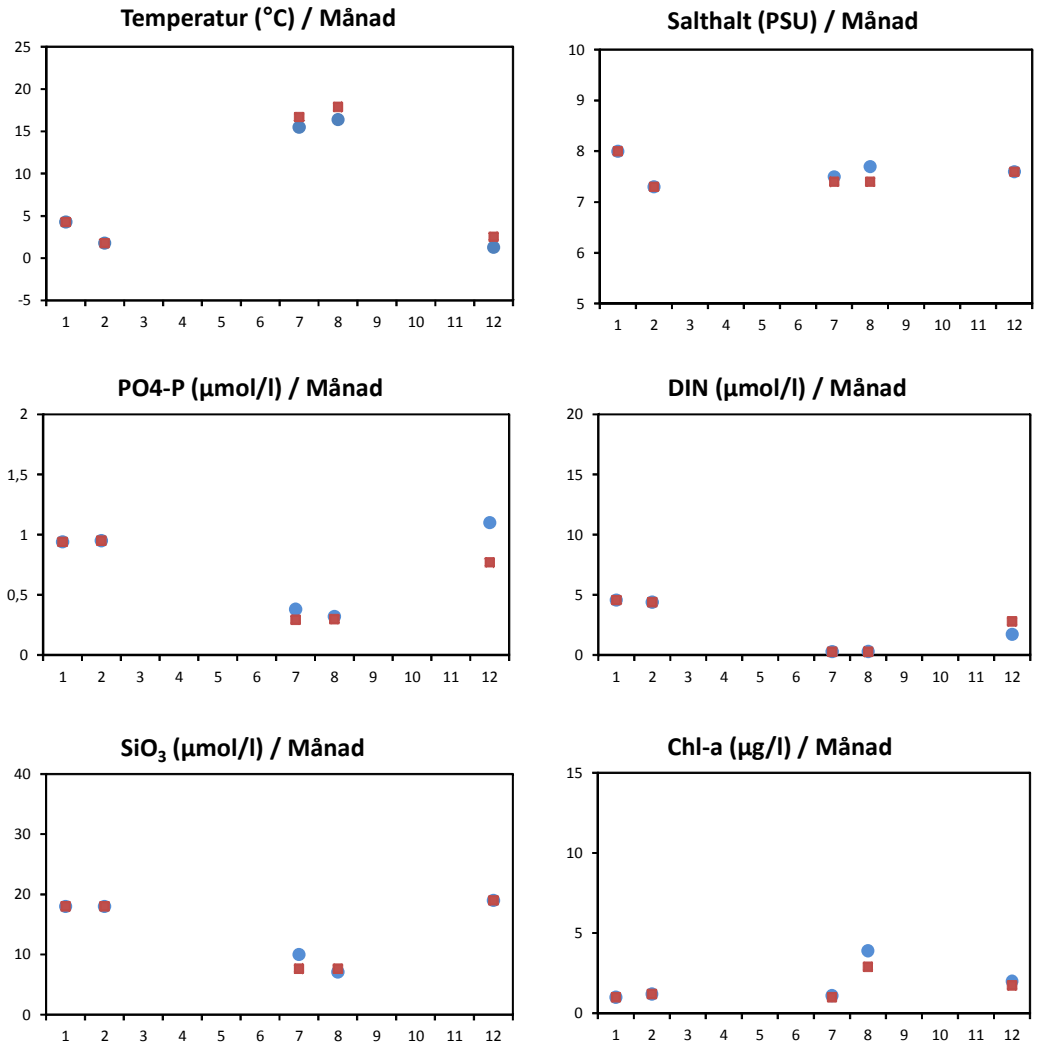 Temperatur (°C) / Månad
25
20
15
10
5
0
-5
1 2 3 4 5 6 7 8 9 10 11 12
Salthalt (PSU) / Månad
10
9
8
7
6
5
1 2 3 4 5 6 7 8 9 10 11 12
PO4-P (µmol/l) / Månad
2
1,5
1
0,5
0
1 2 3 4 5 6 7 8 9 10 11 12
DIN (µmol/l) / Månad
20
15
10
5
0
1 2 3 4 5 6 7 8 9 10 11 12
SiO₃ (µmol/l) / Månad
40
30
20
10
0
1 2 3 4 5 6 7 8 9 10 11 12
Chl-a (µg/l) / Månad
15
10
5
0
1 2 3 4 5 6 7 8 9 10 11 12